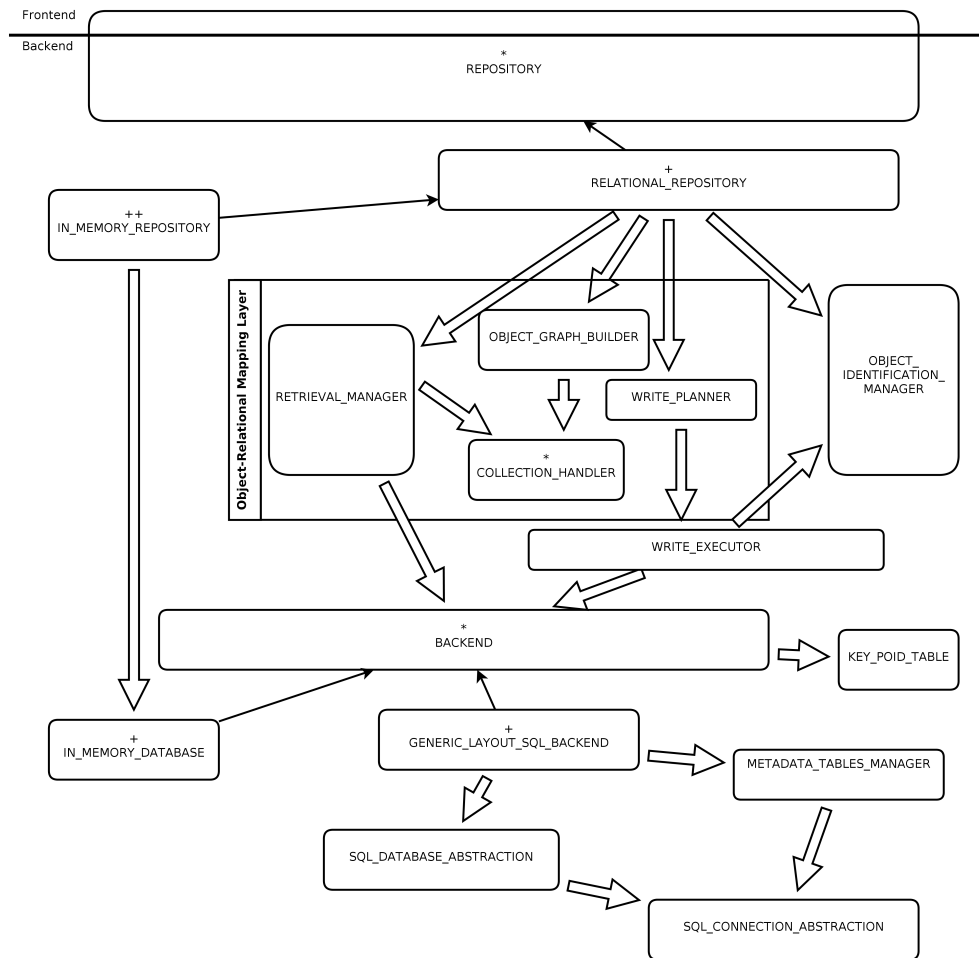 Frontend
Backend
*
REPOSITORY
+
RELATIONAL_REPOSITORY
++
IN_MEMORY_REPOSITORY
Object-Relational Mapping Layer
OBJECT_GRAPH_BUILDER
RETRIEVAL_MANAGER
WRITE_PLANNER
OBJECT_
IDENTIFICATION_
MANAGER
*
COLLECTION_HANDLER
WRITE_EXECUTOR
*
BACKEND
KEY_POID_TABLE
+
IN_MEMORY_DATABASE
+
GENERIC_LAYOUT_SQL_BACKEND
METADATA_TABLES_MANAGER
SQL_DATABASE_ABSTRACTION
SQL_CONNECTION_ABSTRACTION